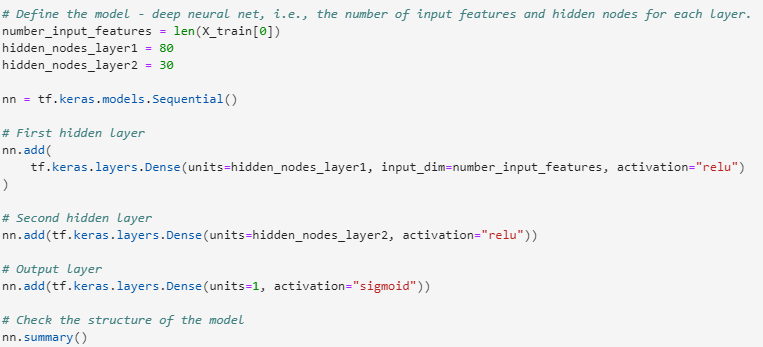 # Define the model - deep neural net, i.e., the number of input features and hidden nodes for each layer.
number_input_features = len(X_train[0])
hidden_nodes_layer1 = 80
hidden_nodes_layer2 = 30

nn = tf.keras.models.Sequential()

# First hidden layer
nn.add(
    tf.keras.layers.Dense(units=hidden_nodes_layer1, input_dim=number_input_features, activation="relu")
)

# Second hidden layer
nn.add(tf.keras.layers.Dense(units=hidden_nodes_layer2, activation="relu"))

# Output layer
nn.add(tf.keras.layers.Dense(units=1, activation="sigmoid"))

# Check the structure of the model
nn.summary()